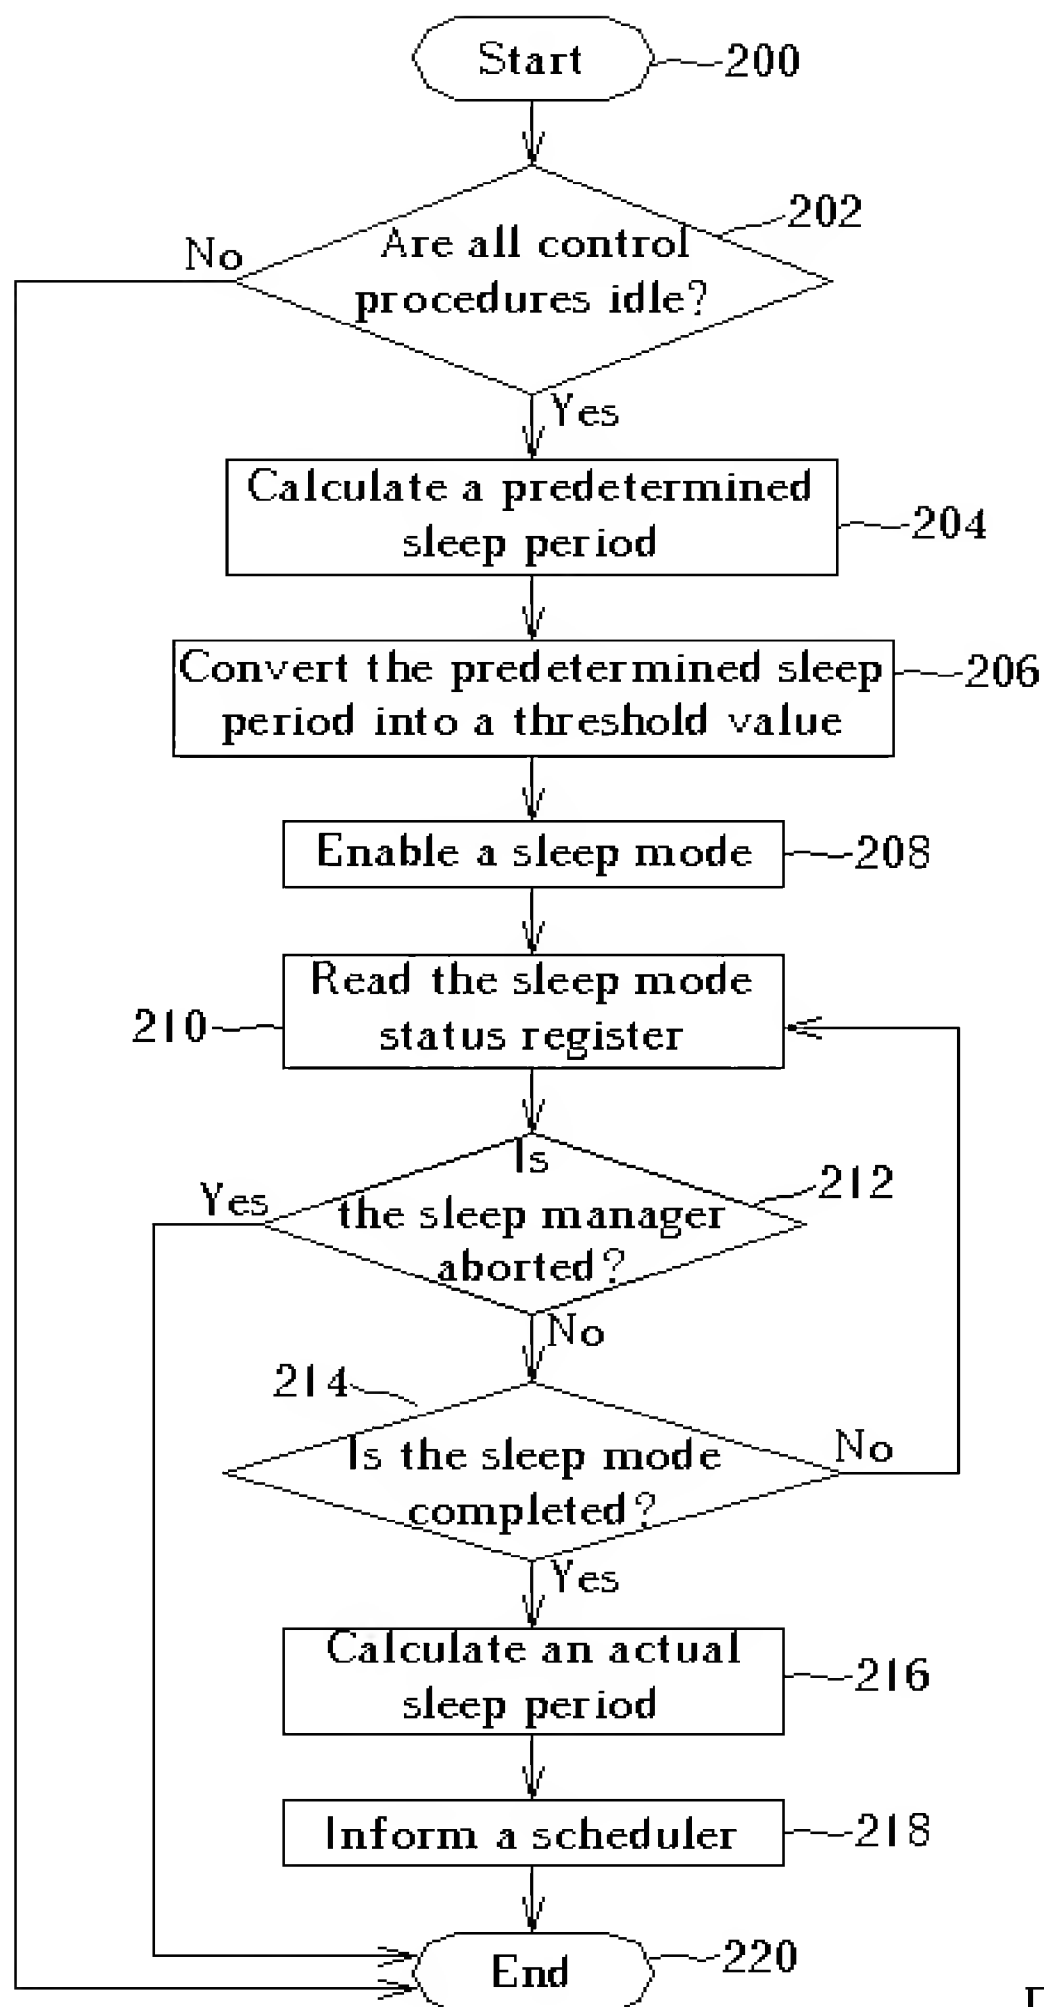 Start
200
202
Are all control
procedures idle?
No
Yes
Calculate a predetermined
sleep period
204
Convert the predetermined sleep
period into a threshold value
206
Enable a sleep mode
208
Read the sleep mode
status register
210
Is
the sleep manager
aborted?
212
Yes
No
214
Is the sleep mode
completed?
No
Yes
Calculate an actual
sleep period
216
Inform a scheduler
218
End
220